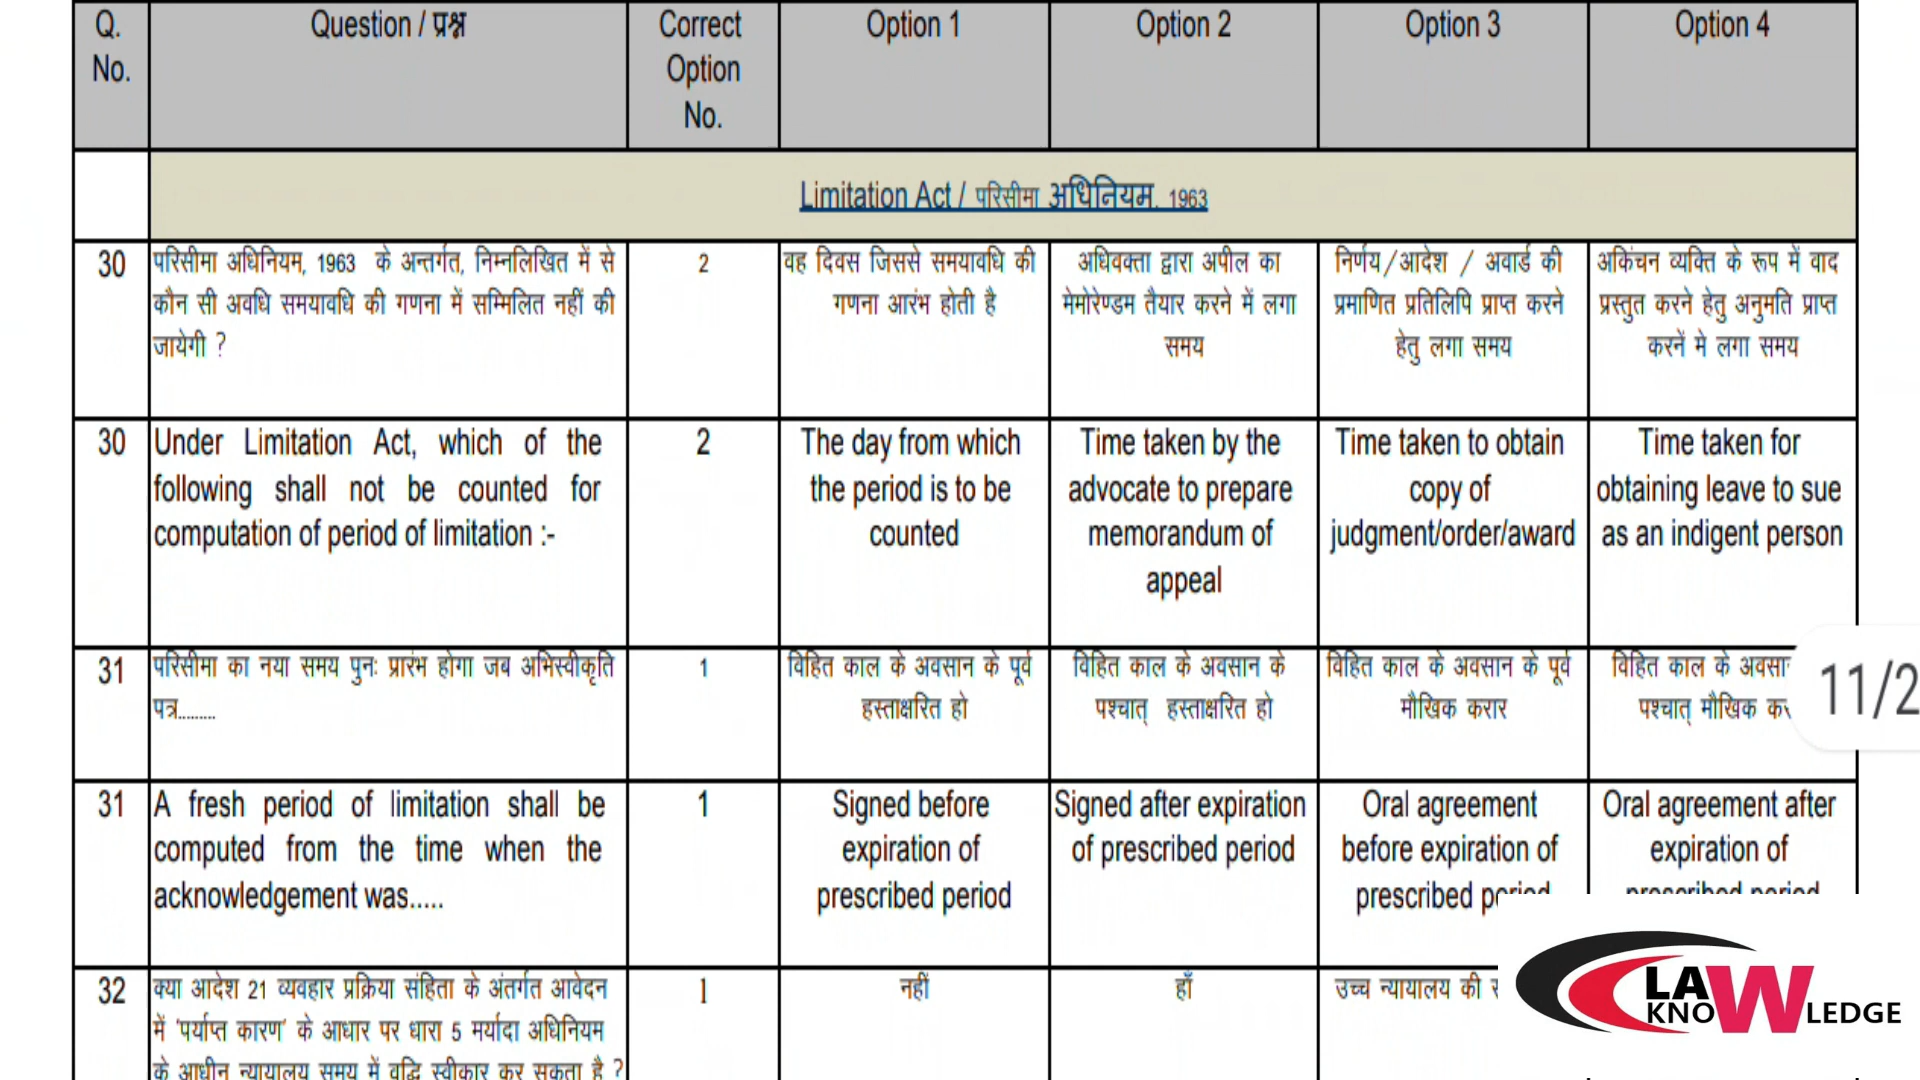 Q. No.
Question / प्रश्न
Correct Option No.
Option 1
Option 2
Option 3
Option 4
Limitation Act / परिसीमा अधिनियम, 1963
30
परिसीमा अधिनियम, 1963 के अन्तर्गत, निम्नलिखित में से
कौन सी अवधि समयावधि की गणना में सम्मिलित नहीं की
जायेगी ?
2
वह दिवस जिससे समयावधि की
गणना आरंभ होती है
अधिवक्ता द्वारा अपील का
मेमोरेण्डम तैयार करने में लगा
समय
निर्णय/आदेश / अवार्ड की
प्रमाणित प्रतिलिपि प्राप्त करने
हेतु लगा समय
अकिंचन व्यक्ति के रूप में वाद
प्रस्तुत करने हेतु अनुमति प्राप्त
करनें मे लगा समय
30
Under Limitation Act, which of the
following shall not be counted for
computation of period of limitation :-
2
The day from which
the period is to be
counted
Time taken by the
advocate to prepare
memorandum of
appeal
Time taken to obtain
copy of
judgment/order/award
Time taken for
obtaining leave to sue
as an indigent person
31
परिसीमा का नया समय पुनः प्रारंभ होगा जब अभिस्वीकृति
पत्र.........
1
विहित काल के अवसान के पूर्व
हस्ताक्षरित हो
विहित काल के अवसान के
पश्चात् हस्ताक्षरित हो
विहित काल के अवसान के पूर्व
मौखिक करार
विहित काल के
पश्चात् मौखिक
11/2
31
A fresh period of limitation shall be
computed from the time when the
acknowledgement was.....
1
Signed before
expiration of
prescribed period
Signed after expiration
of prescribed period
Oral agreement
before expiration of
prescribed period
Oral agreement after
expiration of
prescribed period
32
क्या आदेश 21 व्यवहार प्रक्रिया संहिता के अंतर्गत आवेदन
में 'पर्याप्त कारण' के आधार पर धारा 5 मर्यादा अधिनियम
के आधीन न्यायालय समय में वृद्धि स्वीकार कर सकता है ?
1
नहीं
हाँ
उच्च न्यायालय की
LAW
KNOWLEDGE